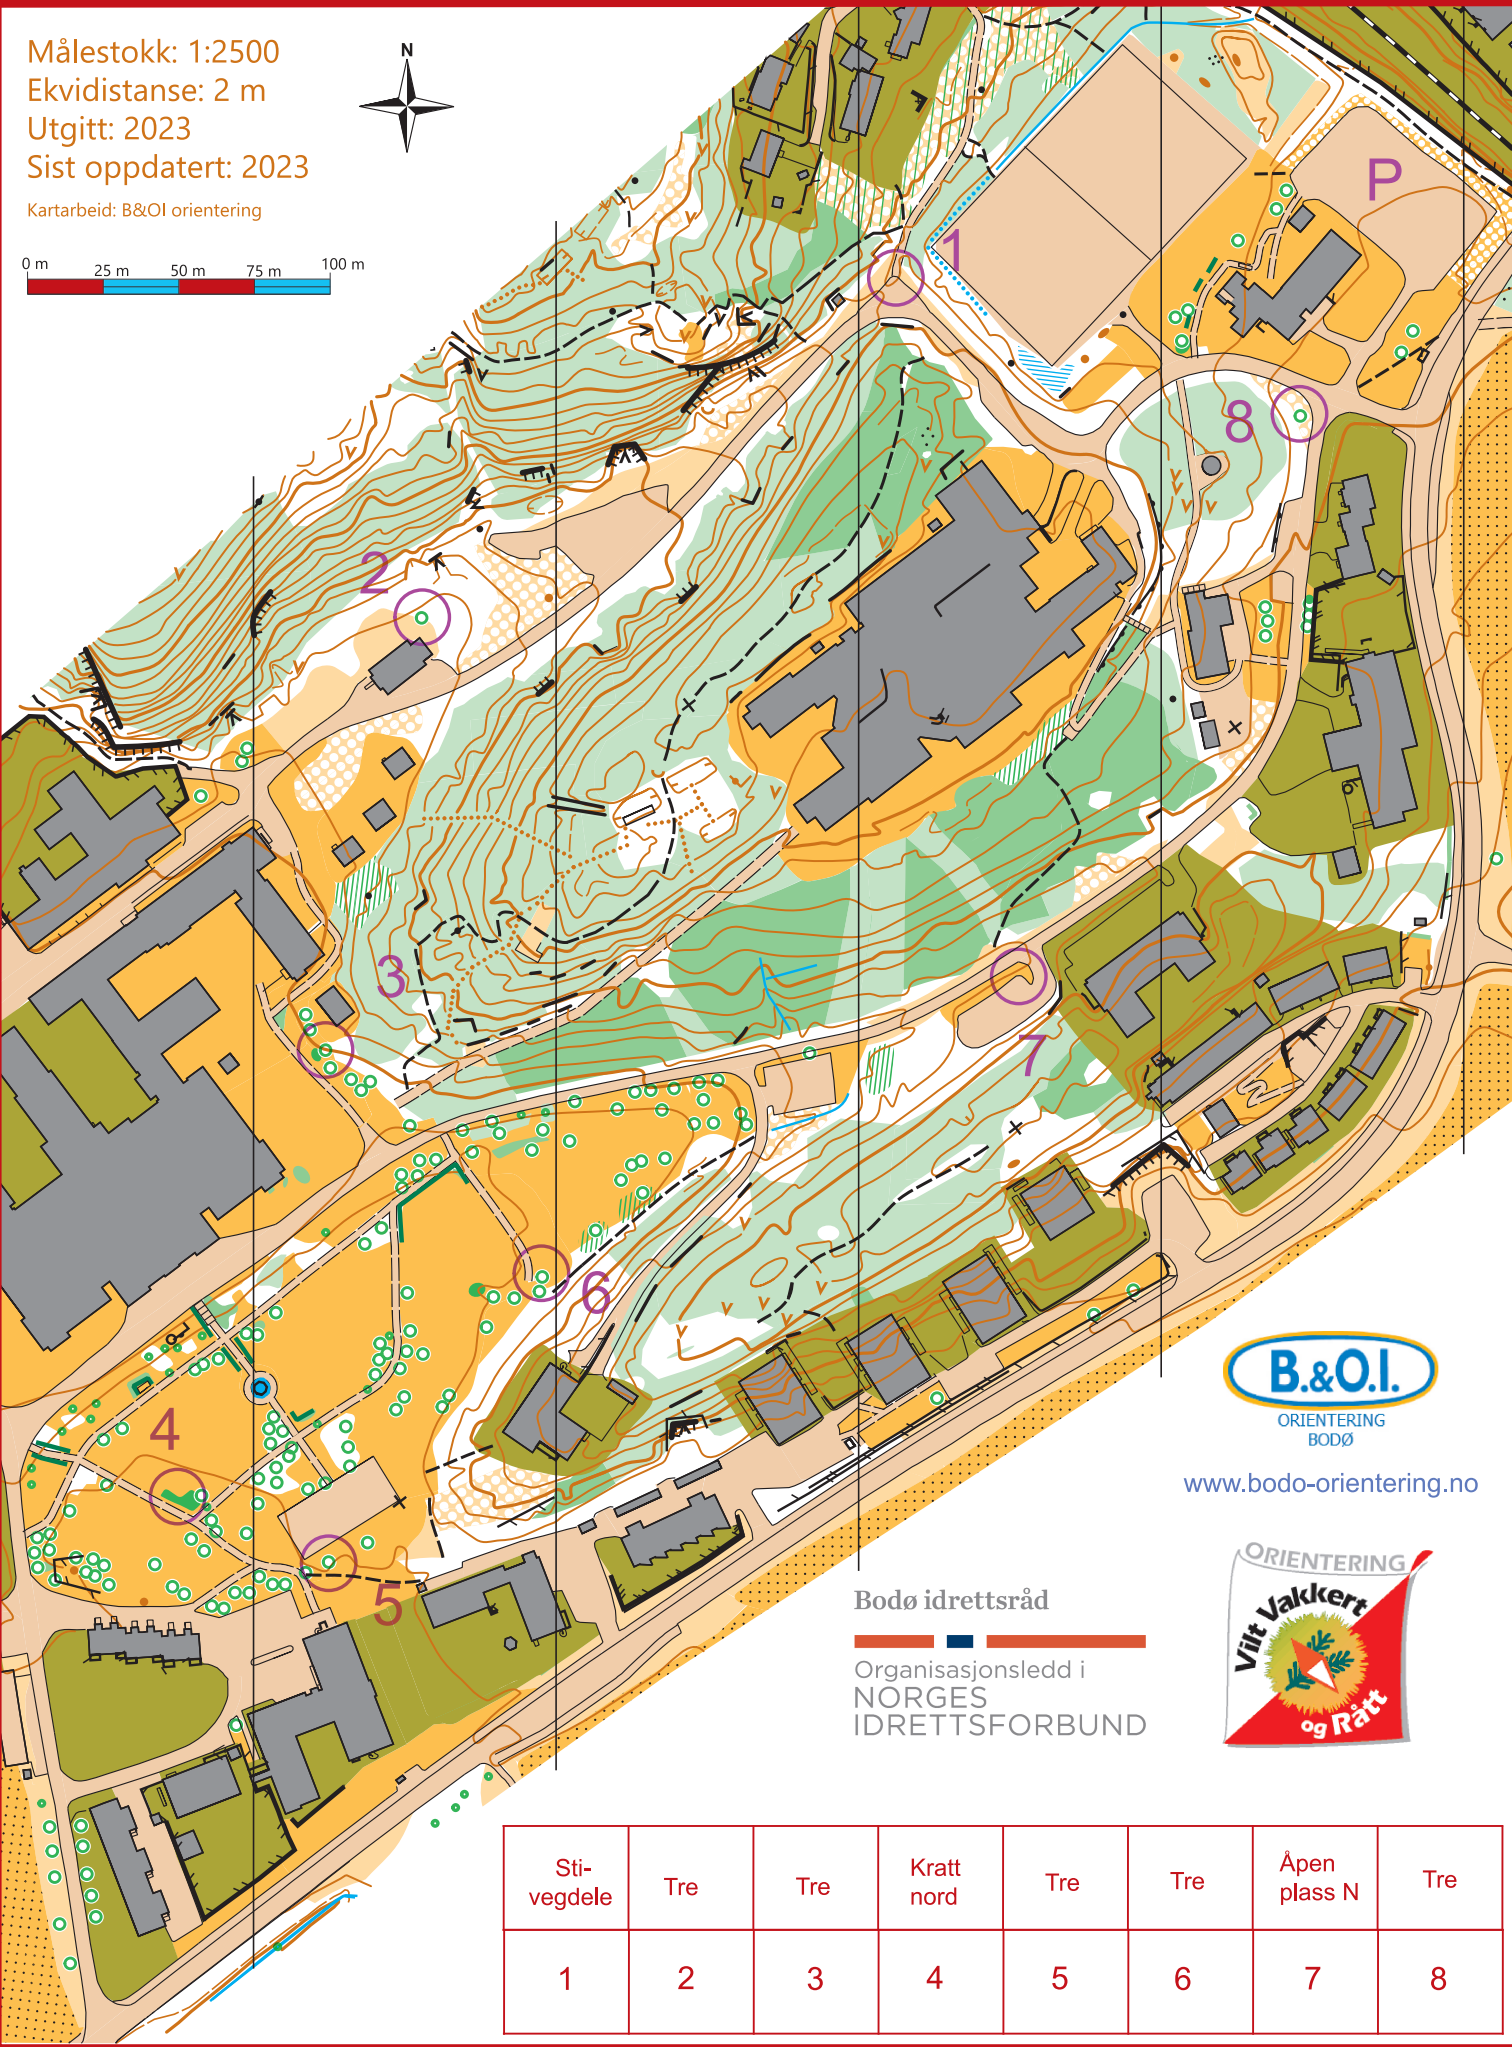 Målestokk: 1:2500
Ekvidistanse: 2 m
Utgitt: 2023
Sist oppdatert: 2023
Kartarbeid: B&OI orientering
N
0 m 25 m 50 m 75 m 100 m
P
1
8
2
3
7
6
4
5
B.&O.I.
ORIENTERING
BODØ
www.bodo-orientering.no
ORIENTERING
Vilt Vakkert
og Rått
Bodø idrettsråd
Organisasjonsledd i
NORGES
IDRETTSFORBUND
Sti-
vegdele
Tre
Tre
Kratt
nord
Tre
Tre
Åpen
plass N
Tre
1 2 3 4 5 6 7 8